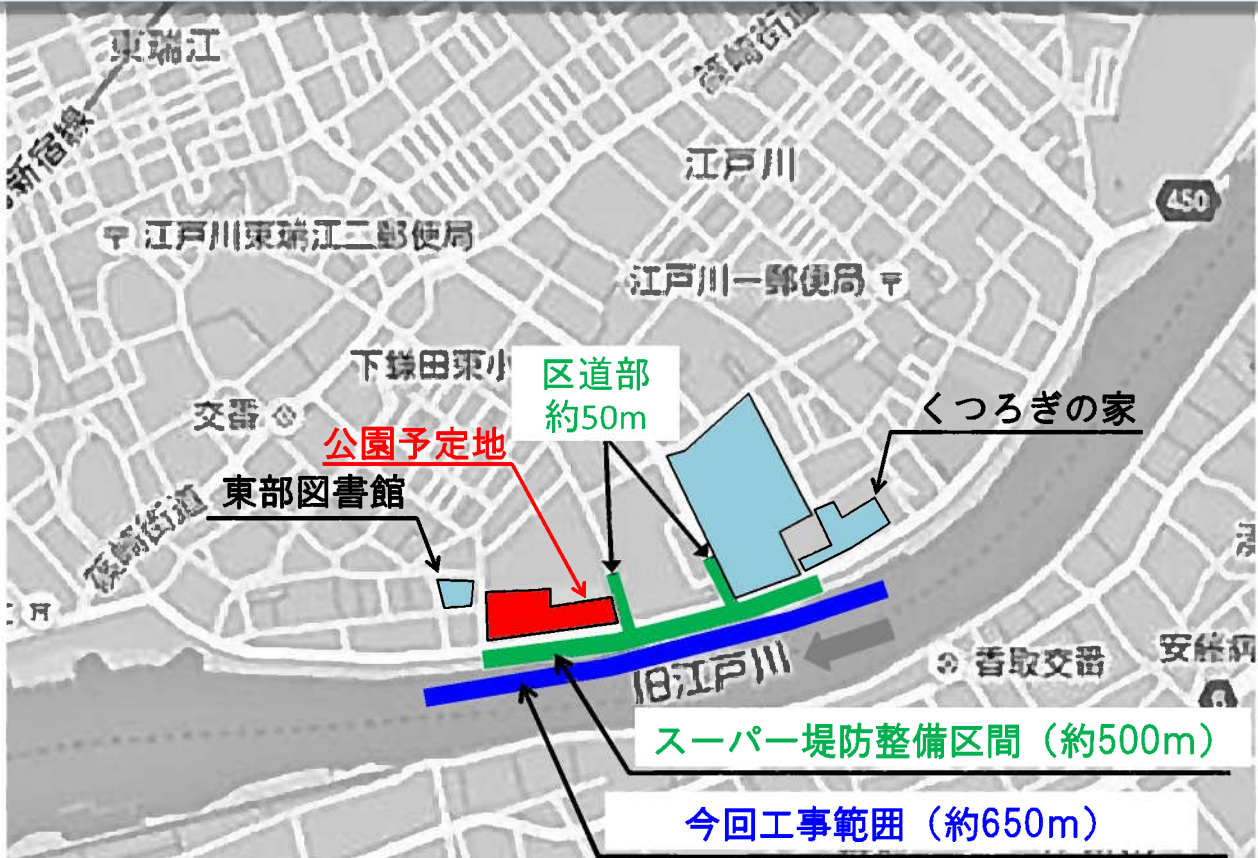 東瑞江
篠崎街道
新宿線
江戸川
450
〒 江戸川東瑞江二郵便局
江戸川一郵便局 〒
下鎌田東小
区道部
約50m
交番
くつろぎの家
公園予定地
東部図書館
篠崎街道
旧江戸川
香取交番
スーパー堤防整備区間（約500m）
今回工事範囲（約650m）